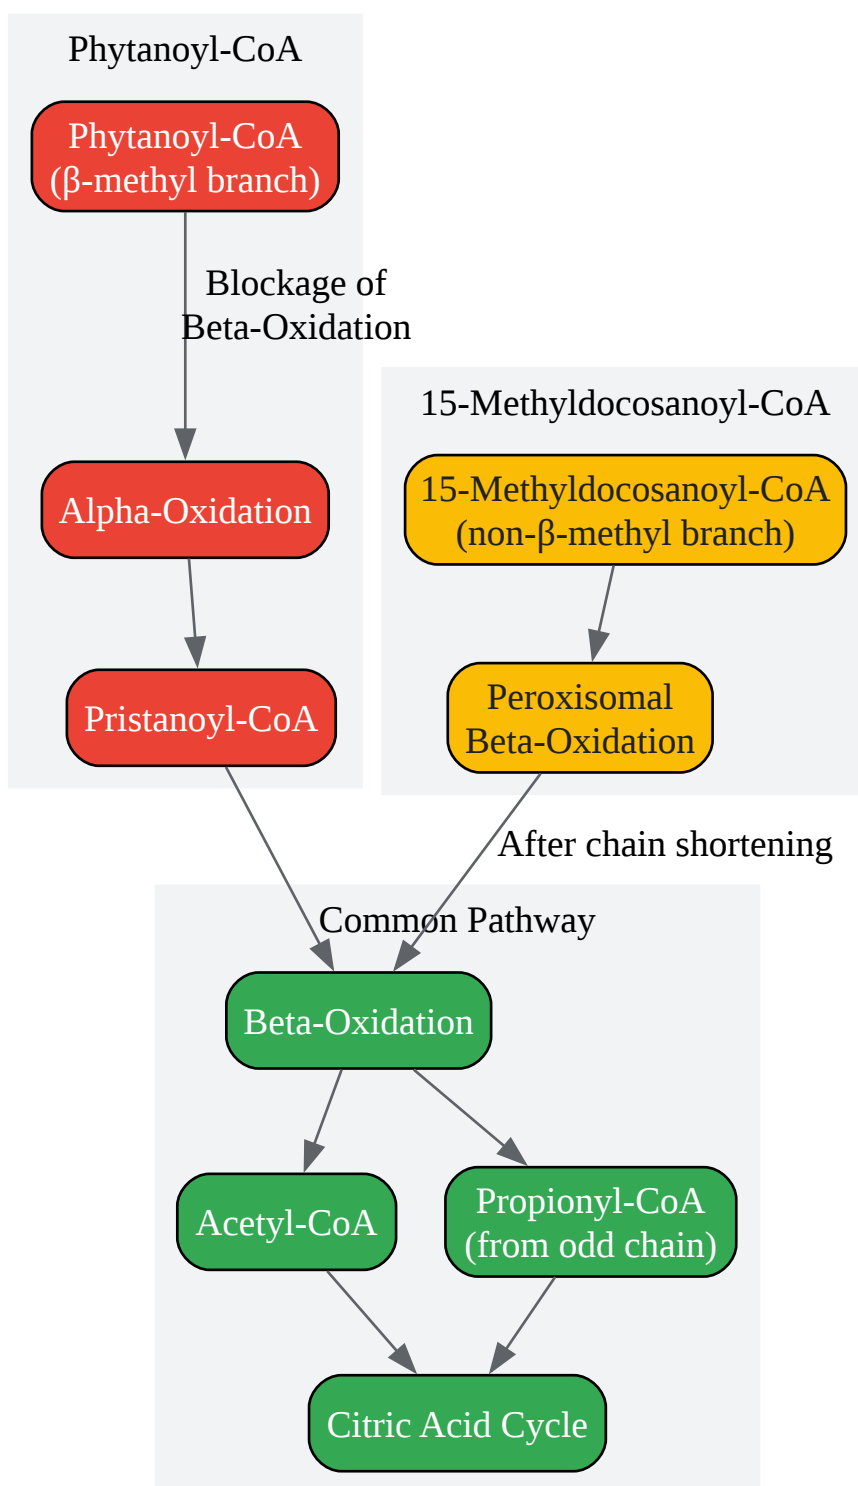 Phytanoyl-CoA
Phytanoyl-CoA
(β-methyl branch)
Blockage of
Beta-Oxidation
Alpha-Oxidation
Pristanoyl-CoA
15-Methyldocosanoyl-CoA
15-Methyldocosanoyl-CoA
(non-β-methyl branch)
Peroxisomal
Beta-Oxidation
After chain shortening
Common Pathway
Beta-Oxidation
Acetyl-CoA
Propionyl-CoA
(from odd chain)
Citric Acid Cycle